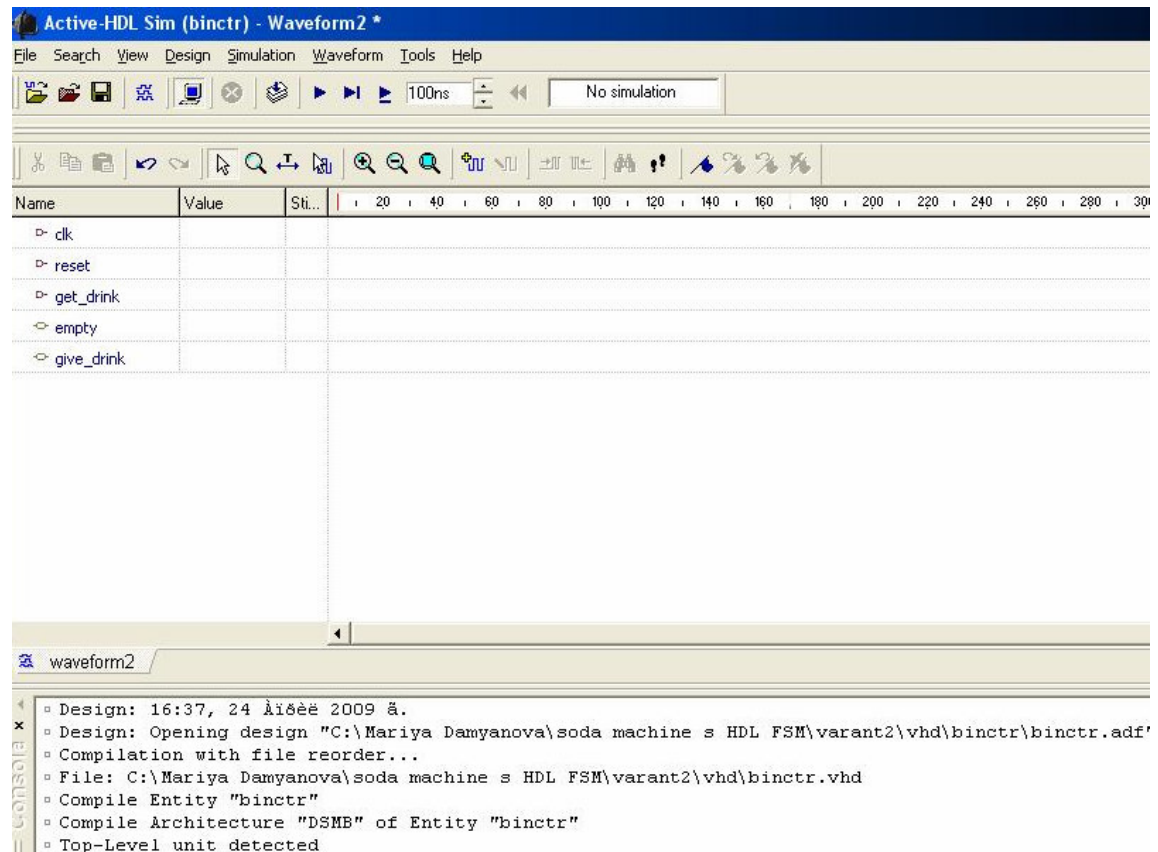 Active-HDL Sim (binctr) - Waveform2 *
File Search View Design Simulation Waveform Tools Help
100ns No simulation
Name Value Sti... 20 40 60 80 100 120 140 160 180 200 220 240 260 280
clk
reset
get_drink
empty
give_drink
waveform2
Design: 16:37, 24 Àïðèë 2009 ã.
Design: Opening design "C:\Mariya Damyanova\soda machine s HDL FSM\varant2\vhd\binctr\binctr.adf"
Compilation with file reorder...
File: C:\Mariya Damyanova\soda machine s HDL FSM\varant2\vhd\binctr.vhd
Compile Entity "binctr"
Compile Architecture "DSMB" of Entity "binctr"
Top-Level unit detected
Console